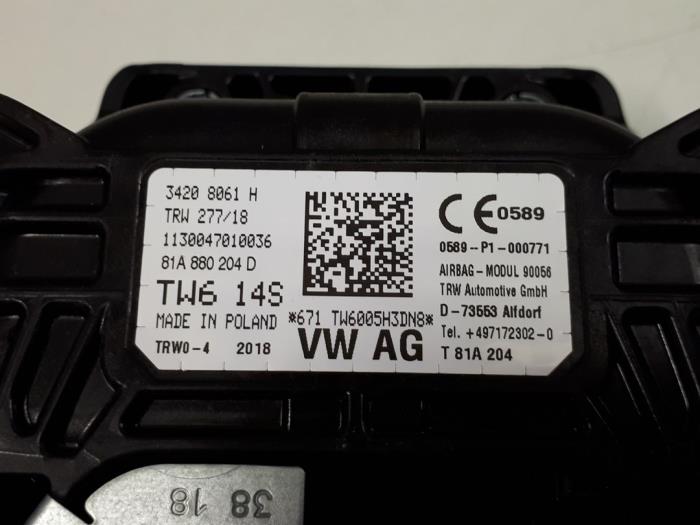 3420 8061 H
TRW 277/18
1130047010036
81A 880 204 D
TW6 14S
MADE IN POLAND
TRW0-4 2018
*671 TW6005H3DN8*
VW AG
CE 0589
0589--P1-000771
AIRBAG-MODUL 90056
TRW Automotive GmbH
D-73553 Alfdorf
Tel. +497172302-0
T 81A 204
38
18